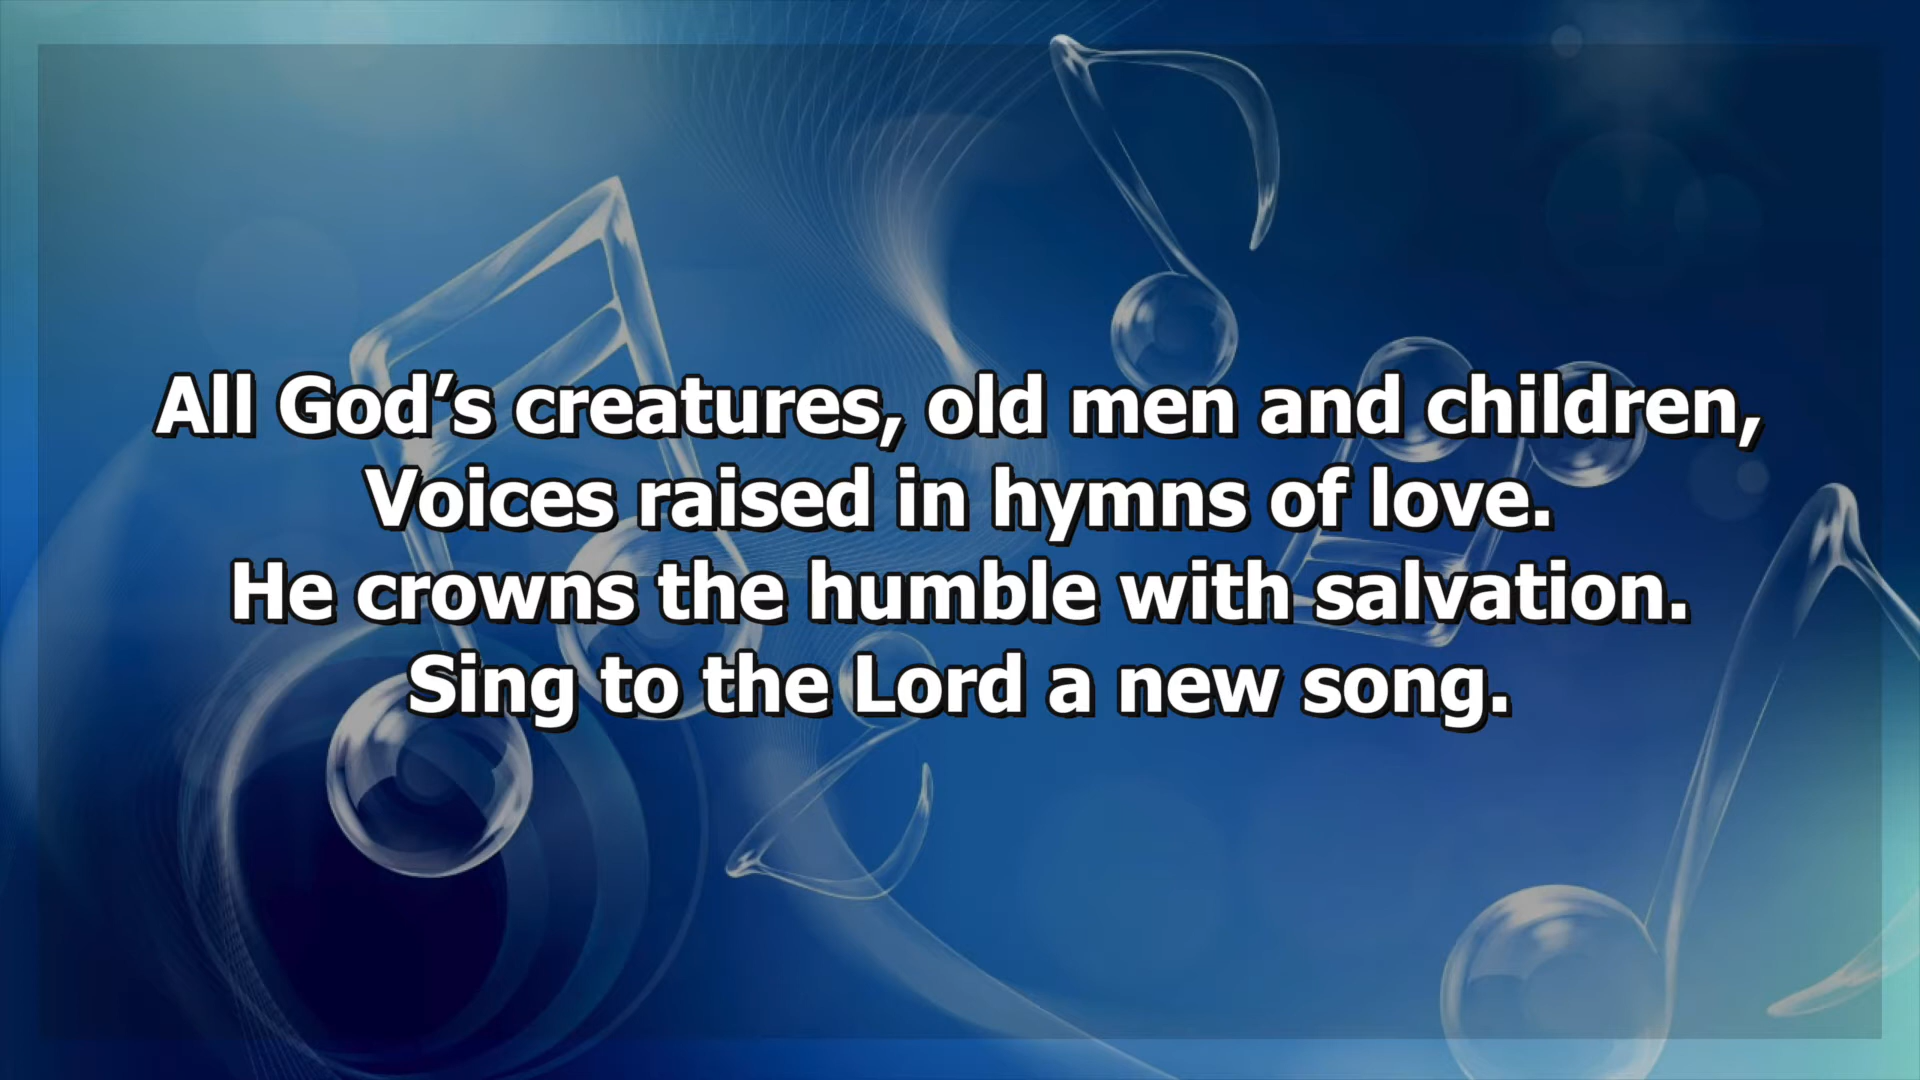 All God’s creatures, old men and children,
Voices raised in hymns of love.
He crowns the humble with salvation.
Sing to the Lord a new song.